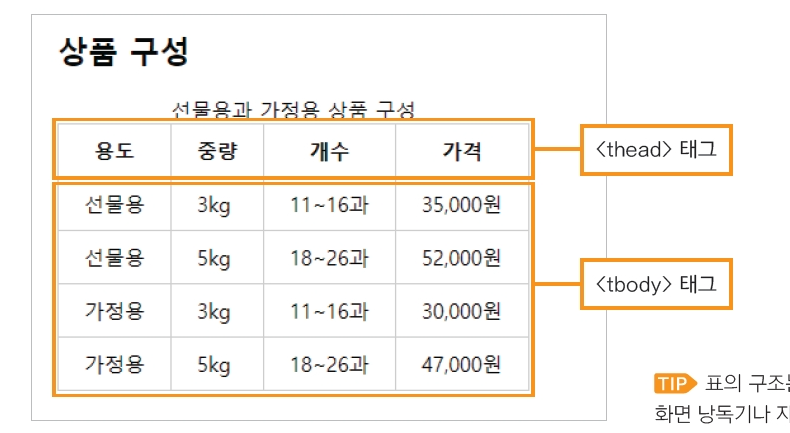 상품 구성
선물용과 가정용 상품 구성
용도 중량 개수 가격
<thead> 태그
선물용 3kg 11~16과 35,000원
선물용 5kg 18~26과 52,000원
<tbody> 태그
가정용 3kg 11~16과 30,000원
가정용 5kg 18~26과 47,000원
TIP 표의 구조는
화면 낭독기나